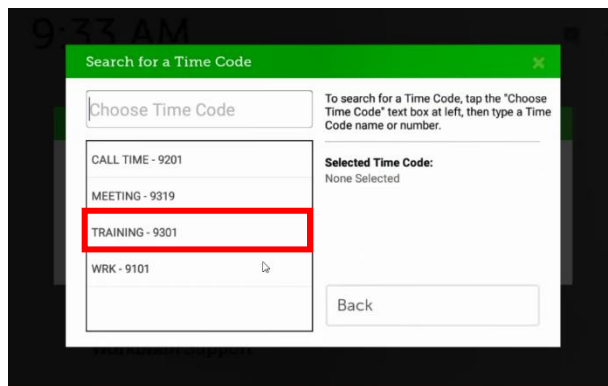 9:33 AM
Search for a Time Code
Choose Time Code
To search for a Time Code, tap the "Choose
Time Code" text box at left, then type a Time
Code name or number.
CALL TIME - 9201
MEETING - 9319
TRAINING - 9301
WRK - 9101
Selected Time Code:
None Selected
Back